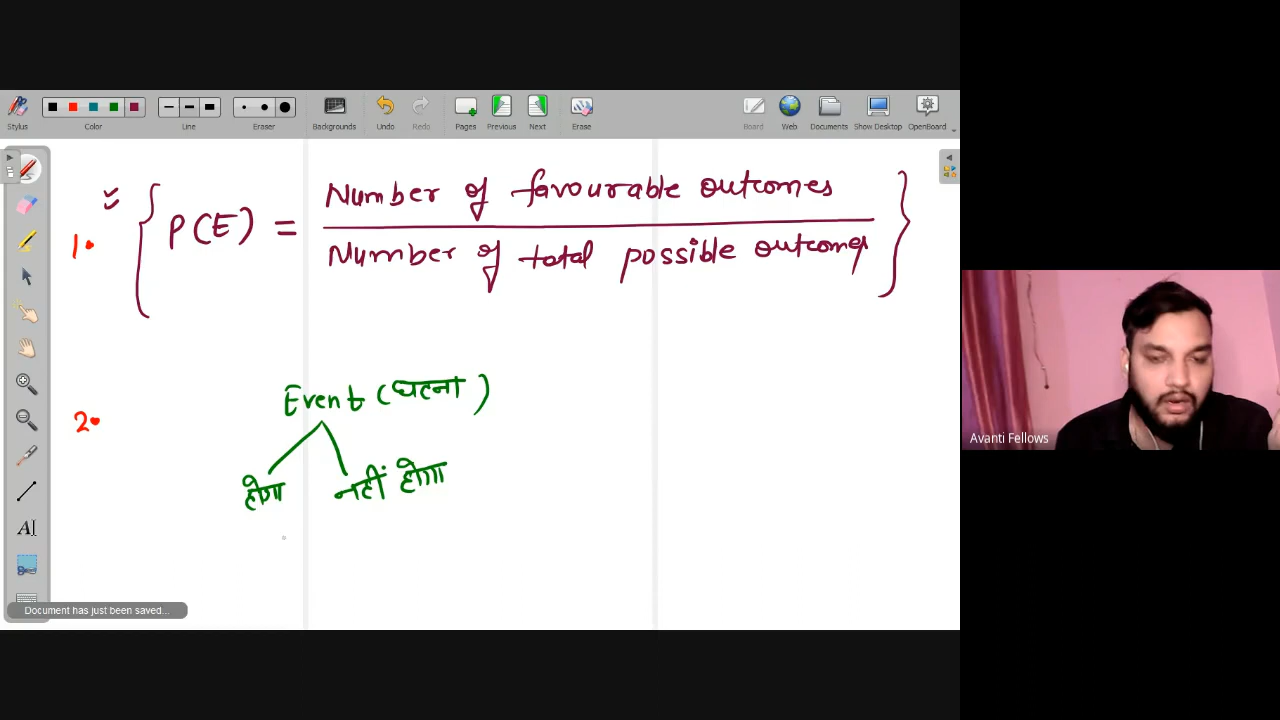 Stylus
Color
Line
Eraser
Backgrounds
Undo
Redo
Pages
Previous
Next
Erase
Board
Web
Documents
Show Desktop
OpenBoard
1. P(E) = Number of favourable outcomes
Number of total possible outcomes
2. Event (घटना)
होगा नहीं होगा
Document has just been saved...
Avanti Fellows